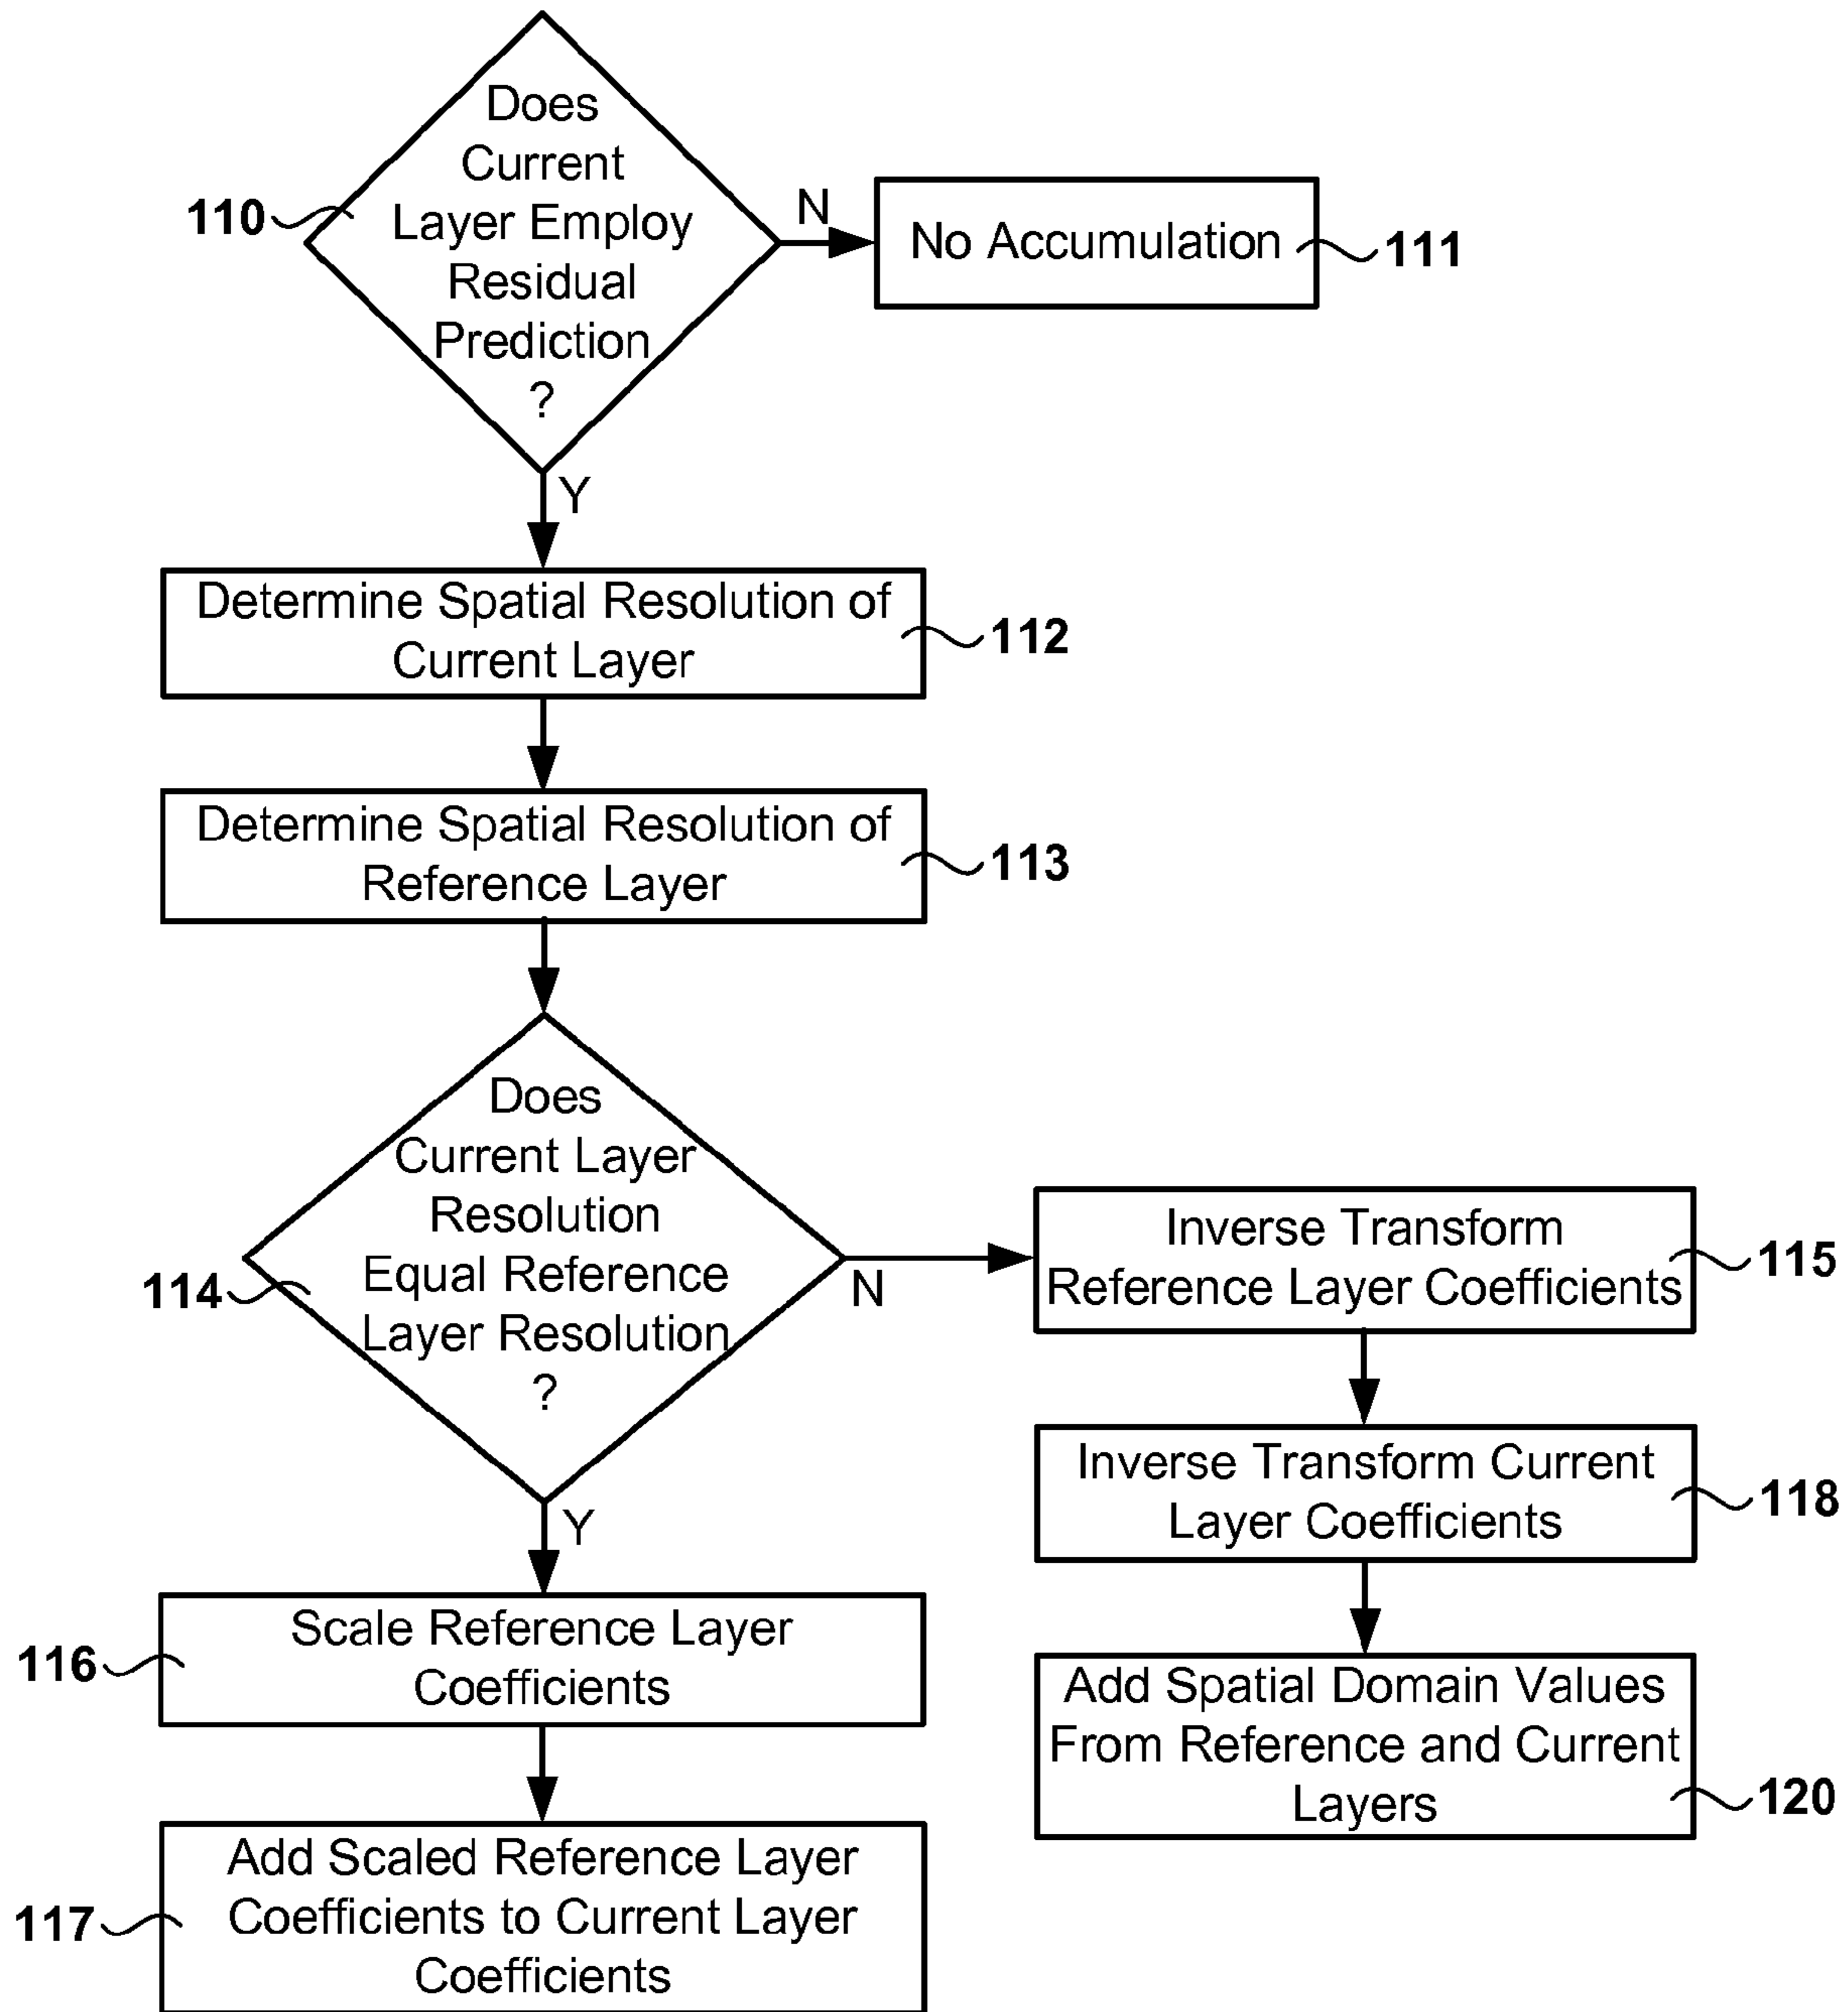 Does
Current
Layer Employ
Residual
Prediction
?
110
N
No Accumulation
111
Y
Determine Spatial Resolution of
Current Layer
112
Determine Spatial Resolution of
Reference Layer
113
Does
Current Layer
Resolution
Equal Reference
Layer Resolution
?
114
N
Inverse Transform
Reference Layer Coefficients
115
Inverse Transform Current
Layer Coefficients
118
Add Spatial Domain Values
From Reference and Current
Layers
120
Y
Scale Reference Layer
Coefficients
116
Add Scaled Reference Layer
Coefficients to Current Layer
Coefficients
117